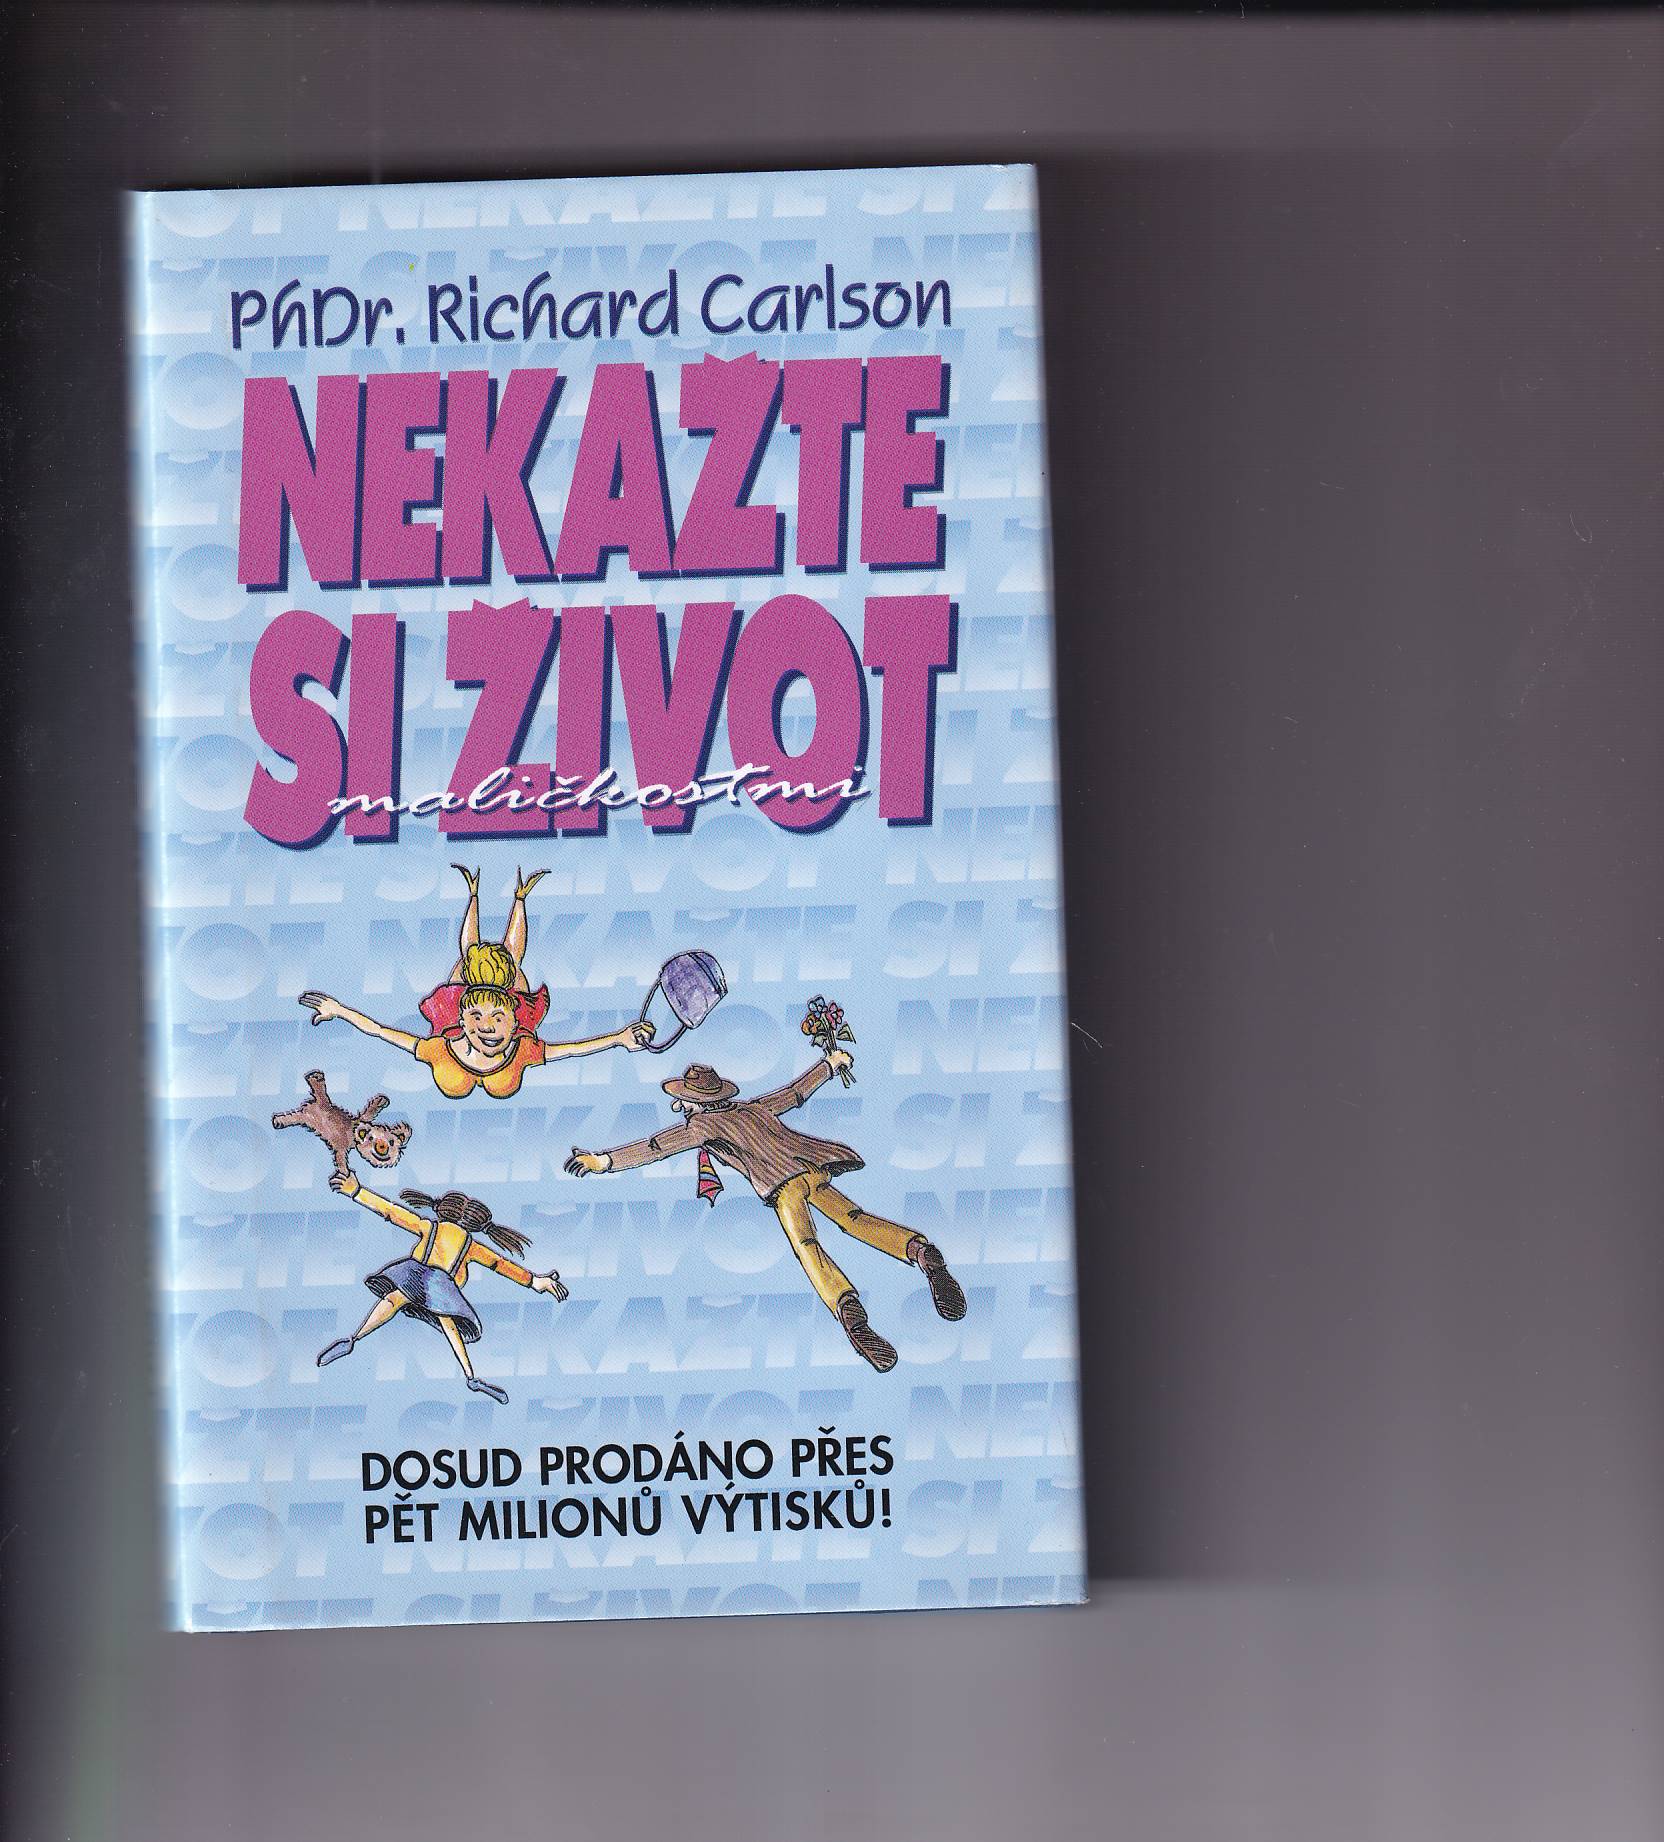 PhDr. Richard Carlson
NEKAŽTE
SI ŽIVOT
maličkostmi
DOSUD PRODÁNO PŘES
PĚT MILIONŮ VÝTISKŮ!